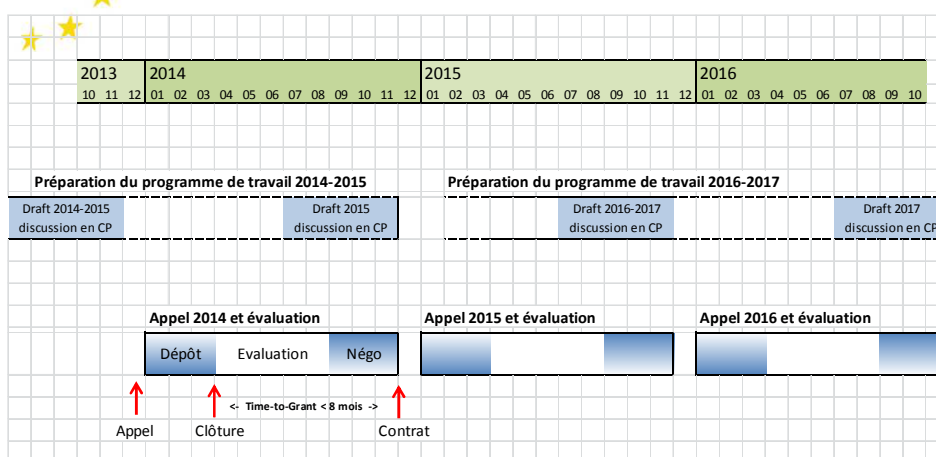 2013 2014 2015 2016
10 11 12 01 02 03 04 05 06 07 08 09 10 11 12 01 02 03 04 05 06 07 08 09 10 11 12 01 02 03 04 05 06 07 08 09 10
Préparation du programme de travail 2014-2015 Préparation du programme de travail 2016-2017
Draft 2014-2015 Draft 2015 Draft 2016-2017 Draft 2017
discussion en CP discussion en CP discussion en CP discussion en CP
Appel 2014 et évaluation Appel 2015 et évaluation Appel 2016 et évaluation
Dépôt Evaluation Négo
<- Time-to-Grant < 8 mois ->
Appel Clôture Contrat